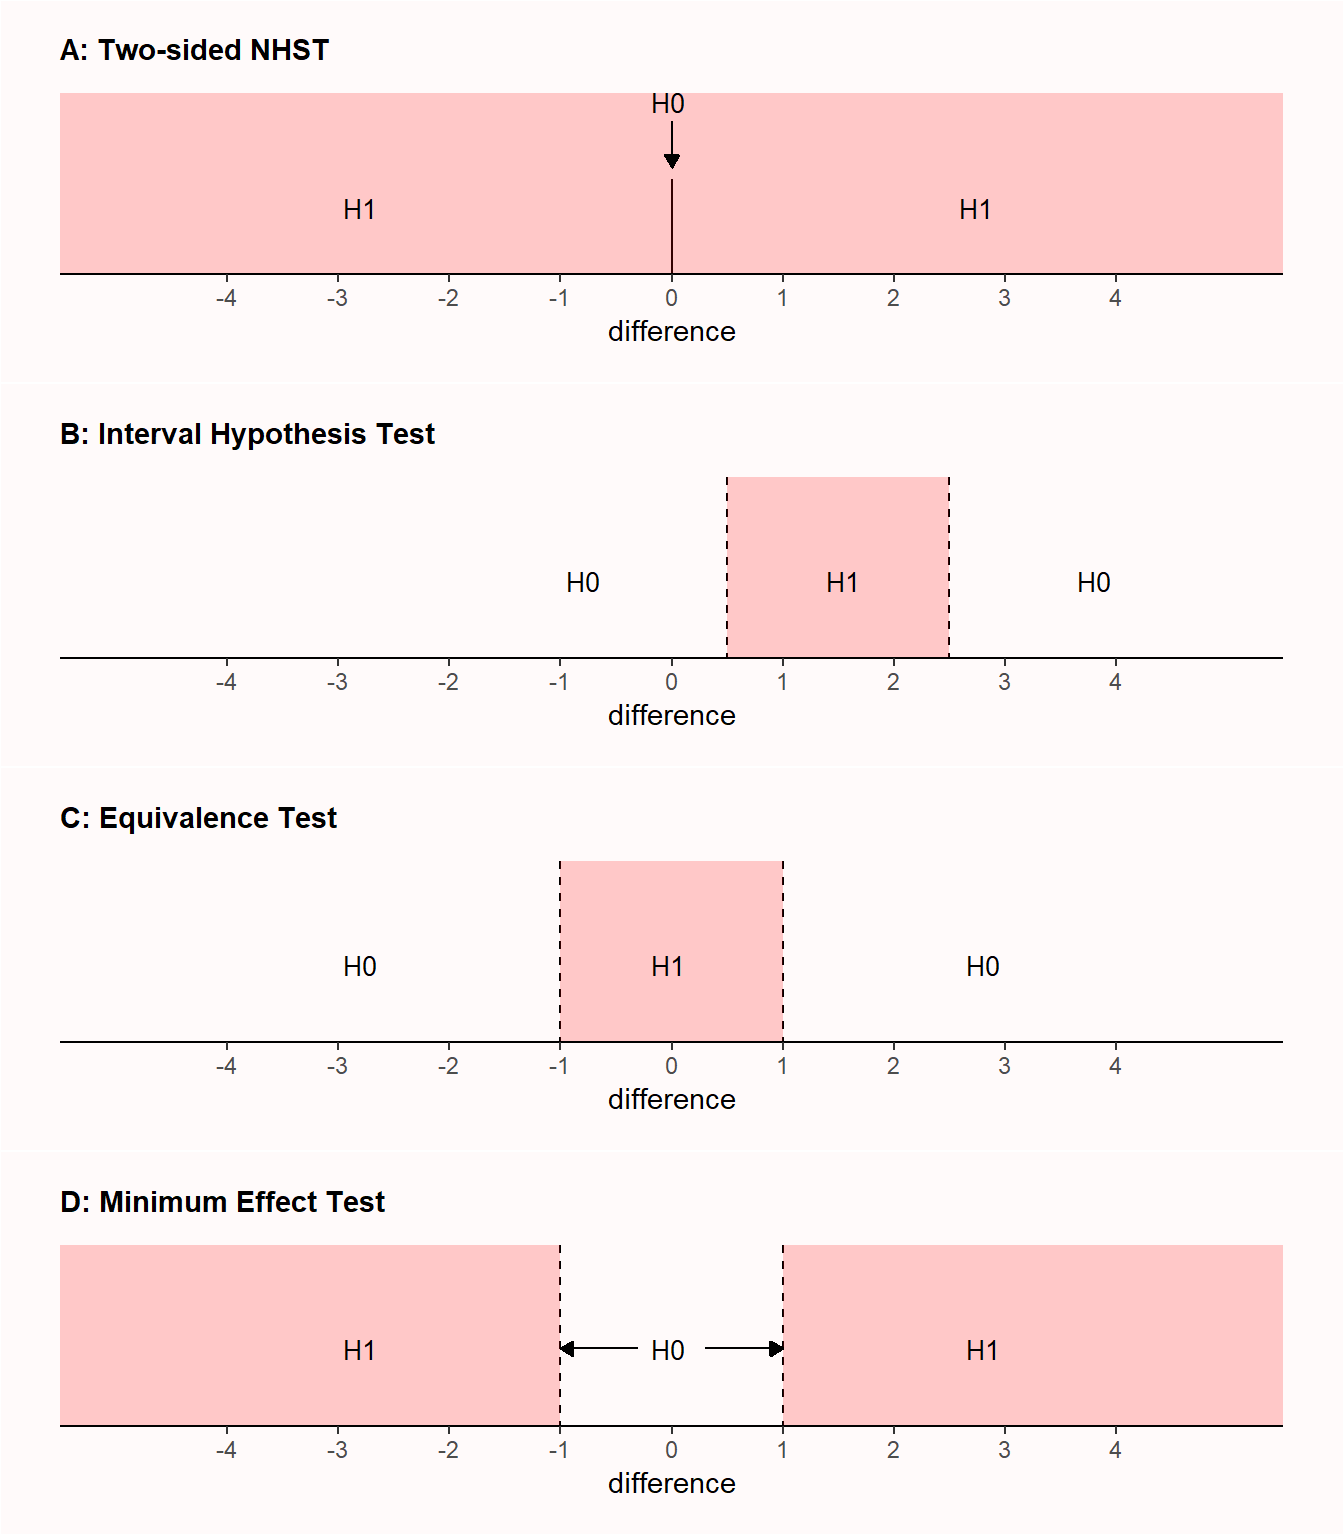 A: Two-sided NHST
H0
H1 H1
-4 -3 -2 -1 0 1 2 3 4
difference
B: Interval Hypothesis Test
H0 H1 H0
-4 -3 -2 -1 0 1 2 3 4
difference
C: Equivalence Test
H0 H1 H0
-4 -3 -2 -1 0 1 2 3 4
difference
D: Minimum Effect Test
H1 H0 H1
-4 -3 -2 -1 0 1 2 3 4
difference